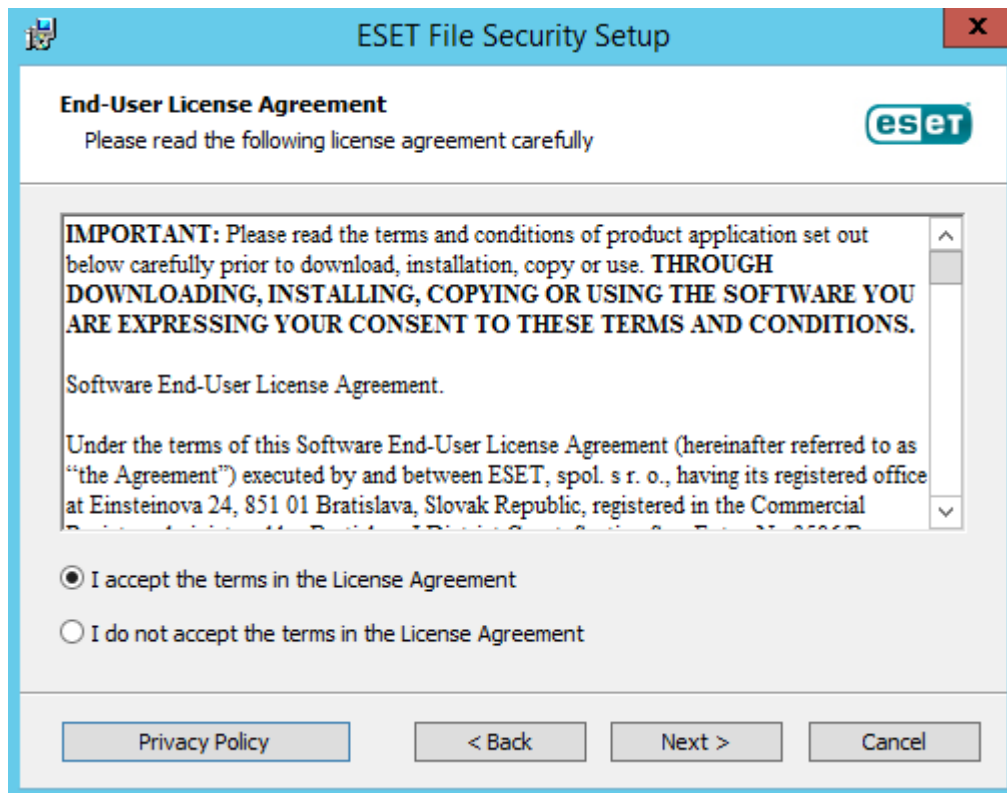 ESET File Security Setup
x
End-User License Agreement
Please read the following license agreement carefully
eseT
IMPORTANT: Please read the terms and conditions of product application set out
below carefully prior to download, installation, copy or use. THROUGH
DOWNLOADING, INSTALLING, COPYING OR USING THE SOFTWARE YOU
ARE EXPRESSING YOUR CONSENT TO THESE TERMS AND CONDITIONS.
Software End-User License Agreement.
Under the terms of this Software End-User License Agreement (hereinafter referred to as
“the Agreement”) executed by and between ESET, spol. s r. o., having its registered office
at Einsteinova 24, 851 01 Bratislava, Slovak Republic, registered in the Commercial
I accept the terms in the License Agreement
I do not accept the terms in the License Agreement
Privacy Policy
< Back
Next >
Cancel